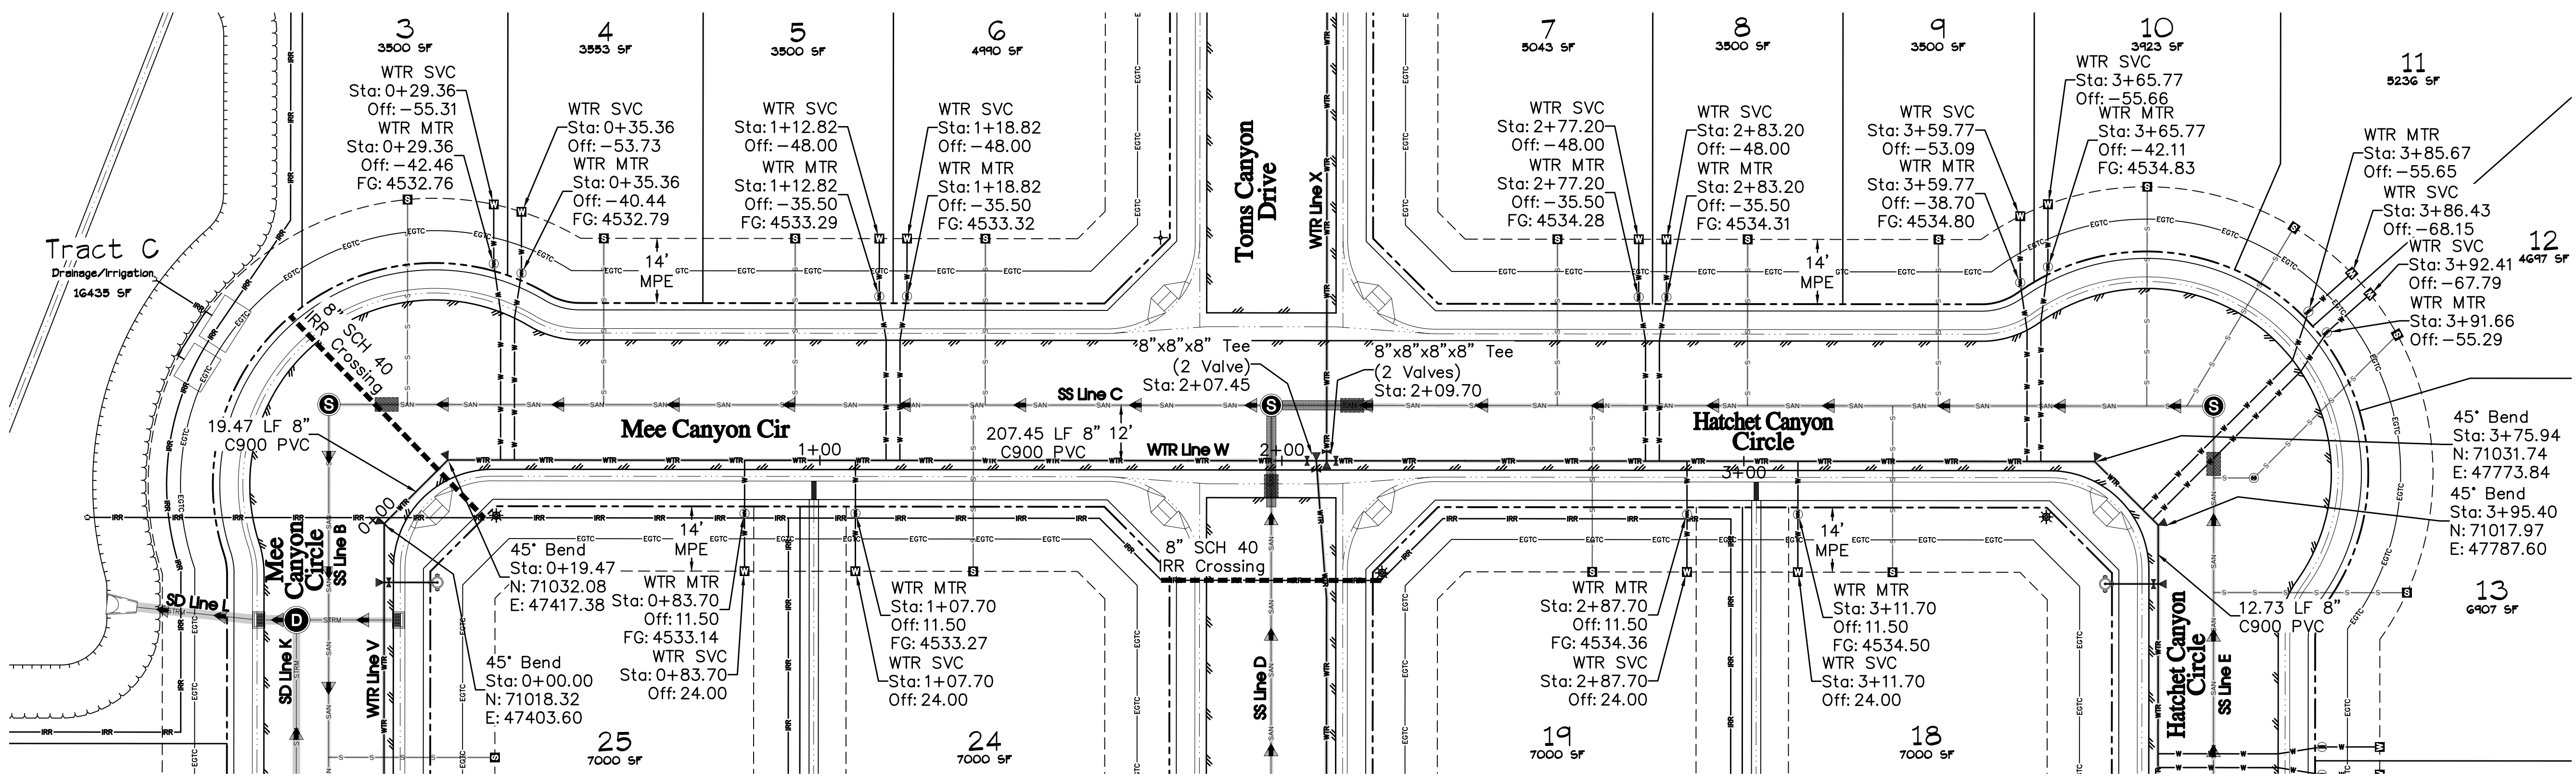 3
3500 SF
4
3553 SF
5
3500 SF
6
4990 SF
7
5043 SF
8
3500 SF
9
3500 SF
10
3923 SF
11
5236 SF
12
4697 SF
13
6907 SF
WTR SVC
Sta: 0+29.36
Off: -55.31
WTR MTR
Sta: 0+29.36
Off: -42.46
FG: 4532.76
WTR SVC
Sta: 0+35.36
Off: -53.73
WTR MTR
Sta: 0+35.36
Off: -40.44
FG: 4532.79
WTR SVC
Sta: 1+12.82
Off: -48.00
WTR MTR
Sta: 1+12.82
Off: -35.50
FG: 4533.29
WTR SVC
Sta: 1+18.82
Off: -48.00
WTR MTR
Sta: 1+18.82
Off: -35.50
FG: 4533.32
Toms Canyon
Drive
WTR Line X
WTR SVC
Sta: 2+77.20
Off: -48.00
WTR MTR
Sta: 2+77.20
Off: -35.50
FG: 4534.28
WTR SVC
Sta: 2+83.20
Off: -48.00
WTR MTR
Sta: 2+83.20
Off: -35.50
FG: 4534.31
WTR SVC
Sta: 3+59.77
Off: -53.09
WTR MTR
Sta: 3+59.77
Off: -38.70
FG: 4534.80
WTR SVC
Sta: 3+65.77
Off: -55.66
WTR MTR
Sta: 3+65.77
Off: -42.11
FG: 4534.83
WTR MTR
Sta: 3+85.67
Off: -55.65
WTR SVC
Sta: 3+86.43
Off: -68.15
WTR SVC
Sta: 3+92.41
Off: -67.79
WTR MTR
Sta: 3+91.66
Off: -55.29
Tract C
Drainage/Irrigation
16435 SF
14'
MPE
14'
MPE
8" SCH 40
IRR Crossing
8"x8"x8" Tee
(2 Valve)
Sta: 2+07.45
8"x8"x8"x8" Tee
(2 Valves)
Sta: 2+09.70
SS Line C
19.47 LF 8"
C900 PVC
Mee Canyon Cir
207.45 LF 8" 12'
C900 PVC
WTR Line W
Hatchet Canyon
Circle
0+00
1+00
2+00
3+00
45° Bend
Sta: 3+75.94
N: 71031.74
E: 47773.84
45° Bend
Sta: 3+95.40
N: 71017.97
E: 47787.60
Mee
Canyon
Circle
SS Line B
SD Line L
SD Line K
WTR Line V
45° Bend
Sta: 0+19.47
N: 71032.08
E: 47417.38
45° Bend
Sta: 0+00.00
N: 71018.32
E: 47403.60
14'
MPE
WTR MTR
Sta: 0+83.70
Off: 11.50
FG: 4533.14
WTR SVC
Sta: 0+83.70
Off: 24.00
WTR MTR
Sta: 1+07.70
Off: 11.50
FG: 4533.27
WTR SVC
Sta: 1+07.70
Off: 24.00
8" SCH 40
IRR Crossing
SS Line D
WTR MTR
Sta: 2+87.70
Off: 11.50
FG: 4534.36
WTR SVC
Sta: 2+87.70
Off: 24.00
14'
MPE
WTR MTR
Sta: 3+11.70
Off: 11.50
FG: 4534.50
WTR SVC
Sta: 3+11.70
Off: 24.00
12.73 LF 8"
C900 PVC
Hatchet Canyon
Circle
SS Line E
25
7000 SF
24
7000 SF
19
7000 SF
18
7000 SF